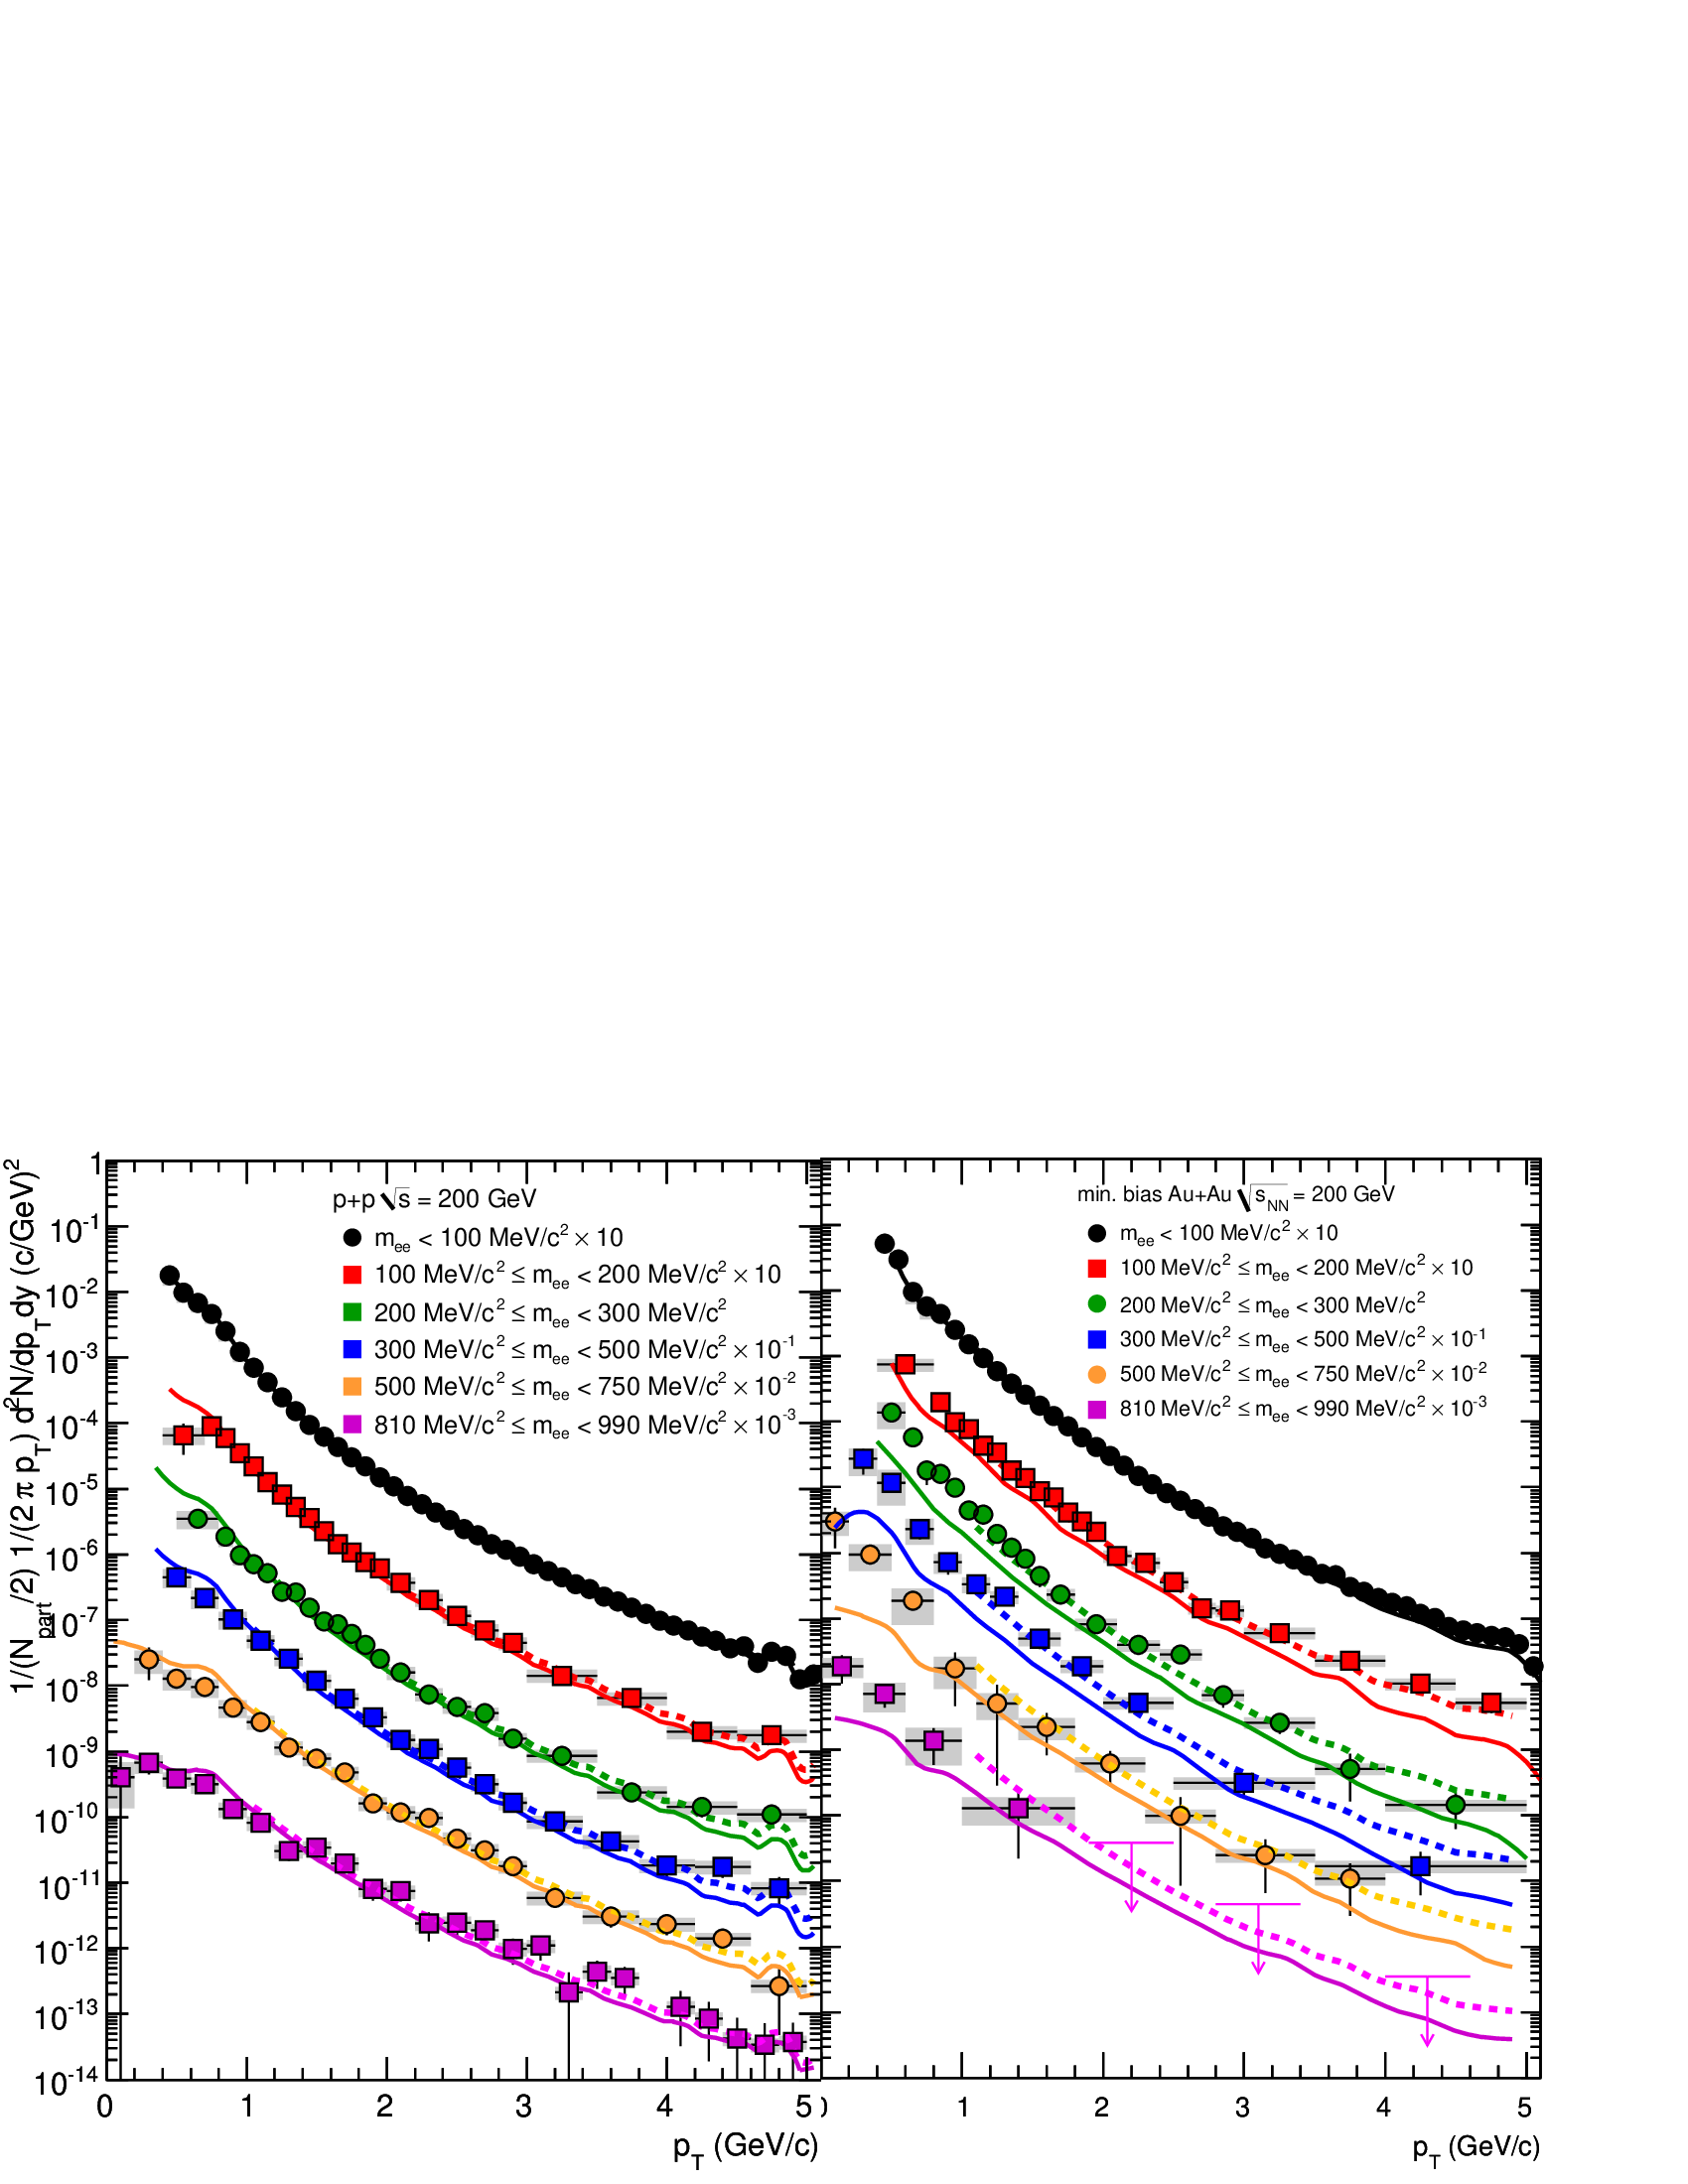 1/(N_part/2) 1/(2π p_T) d²N/dp_T dy (c/GeV)²
1
10⁻¹
10⁻²
10⁻³
10⁻⁴
10⁻⁵
10⁻⁶
10⁻⁷
10⁻⁸
10⁻⁹
10⁻¹⁰
10⁻¹¹
10⁻¹²
10⁻¹³
10⁻¹⁴
p+p √s = 200 GeV
m_ee < 100 MeV/c² × 10
100 MeV/c² ≤ m_ee < 200 MeV/c² × 10
200 MeV/c² ≤ m_ee < 300 MeV/c²
300 MeV/c² ≤ m_ee < 500 MeV/c² × 10⁻¹
500 MeV/c² ≤ m_ee < 750 MeV/c² × 10⁻²
810 MeV/c² ≤ m_ee < 990 MeV/c² × 10⁻³
0 1 2 3 4 5
p_T (GeV/c)
min. bias Au+Au √s_NN = 200 GeV
m_ee < 100 MeV/c² × 10
100 MeV/c² ≤ m_ee < 200 MeV/c² × 10
200 MeV/c² ≤ m_ee < 300 MeV/c²
300 MeV/c² ≤ m_ee < 500 MeV/c² × 10⁻¹
500 MeV/c² ≤ m_ee < 750 MeV/c² × 10⁻²
810 MeV/c² ≤ m_ee < 990 MeV/c² × 10⁻³
1 2 3 4 5
p_T (GeV/c)